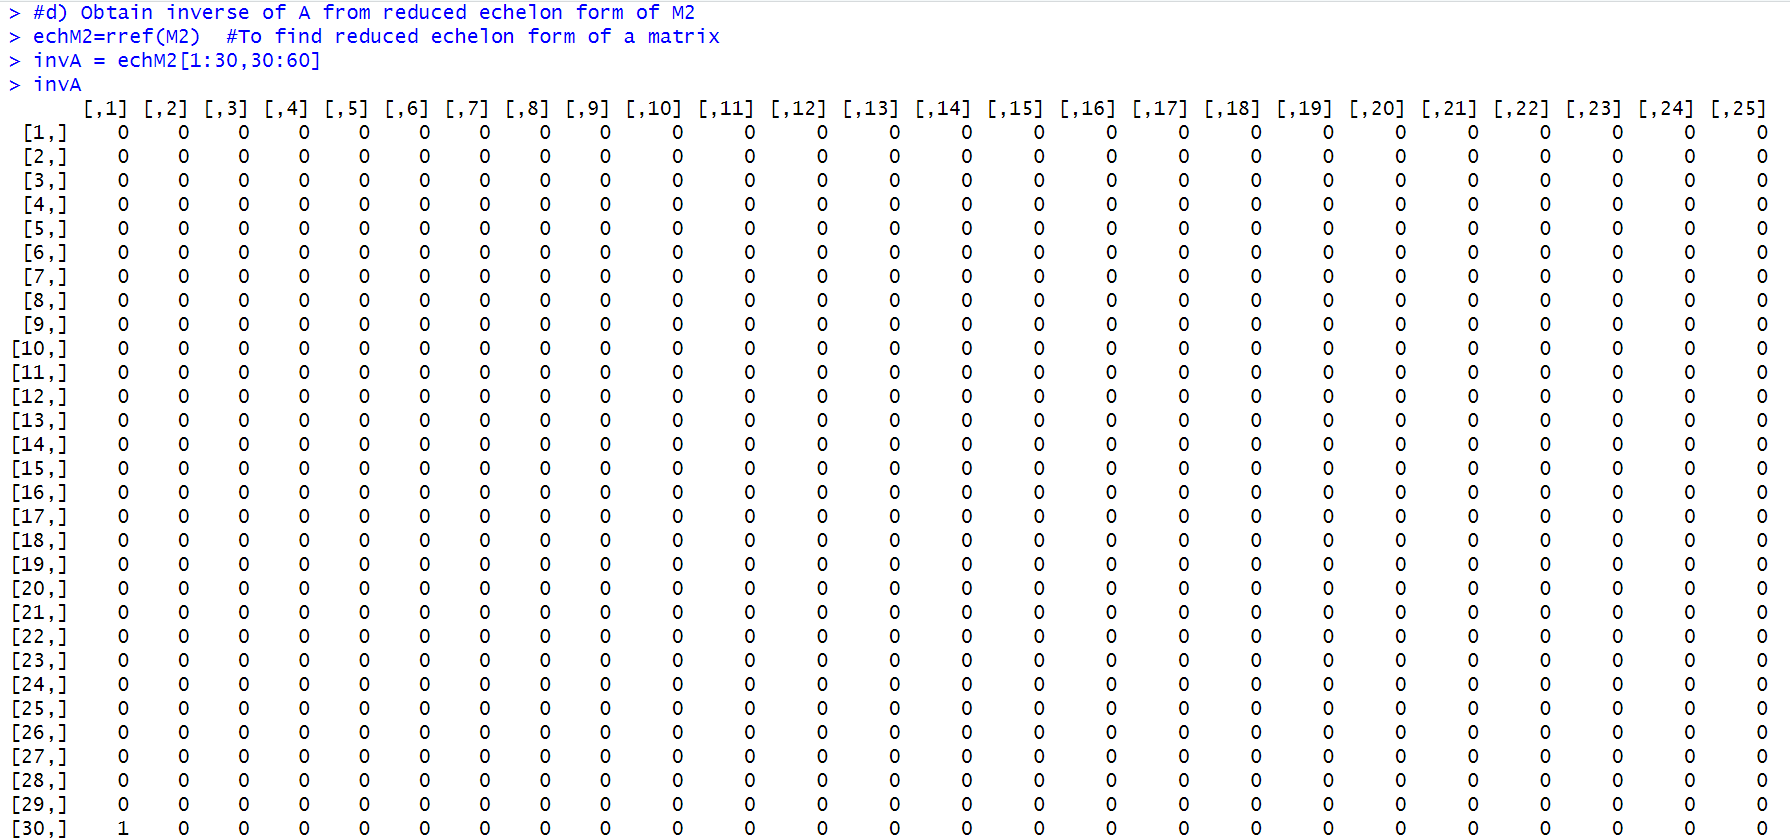 > #d) Obtain inverse of A from reduced echelon form of M2
> echM2=rref(M2)  #To find reduced echelon form of a matrix
> invA = echM2[1:30,30:60]
> invA
[,1] [,2] [,3] [,4] [,5] [,6] [,7] [,8] [,9] [,10] [,11] [,12] [,13] [,14] [,15] [,16] [,17] [,18] [,19] [,20] [,21] [,22] [,23] [,24] [,25]
[1,] 0 0 0 0 0 0 0 0 0 0 0 0 0 0 0 0 0 0 0 0 0 0 0 0 0
[2,] 0 0 0 0 0 0 0 0 0 0 0 0 0 0 0 0 0 0 0 0 0 0 0 0 0
[3,] 0 0 0 0 0 0 0 0 0 0 0 0 0 0 0 0 0 0 0 0 0 0 0 0 0
[4,] 0 0 0 0 0 0 0 0 0 0 0 0 0 0 0 0 0 0 0 0 0 0 0 0 0
[5,] 0 0 0 0 0 0 0 0 0 0 0 0 0 0 0 0 0 0 0 0 0 0 0 0 0
[6,] 0 0 0 0 0 0 0 0 0 0 0 0 0 0 0 0 0 0 0 0 0 0 0 0 0
[7,] 0 0 0 0 0 0 0 0 0 0 0 0 0 0 0 0 0 0 0 0 0 0 0 0 0
[8,] 0 0 0 0 0 0 0 0 0 0 0 0 0 0 0 0 0 0 0 0 0 0 0 0 0
[9,] 0 0 0 0 0 0 0 0 0 0 0 0 0 0 0 0 0 0 0 0 0 0 0 0 0
[10,] 0 0 0 0 0 0 0 0 0 0 0 0 0 0 0 0 0 0 0 0 0 0 0 0 0
[11,] 0 0 0 0 0 0 0 0 0 0 0 0 0 0 0 0 0 0 0 0 0 0 0 0 0
[12,] 0 0 0 0 0 0 0 0 0 0 0 0 0 0 0 0 0 0 0 0 0 0 0 0 0
[13,] 0 0 0 0 0 0 0 0 0 0 0 0 0 0 0 0 0 0 0 0 0 0 0 0 0
[14,] 0 0 0 0 0 0 0 0 0 0 0 0 0 0 0 0 0 0 0 0 0 0 0 0 0
[15,] 0 0 0 0 0 0 0 0 0 0 0 0 0 0 0 0 0 0 0 0 0 0 0 0 0
[16,] 0 0 0 0 0 0 0 0 0 0 0 0 0 0 0 0 0 0 0 0 0 0 0 0 0
[17,] 0 0 0 0 0 0 0 0 0 0 0 0 0 0 0 0 0 0 0 0 0 0 0 0 0
[18,] 0 0 0 0 0 0 0 0 0 0 0 0 0 0 0 0 0 0 0 0 0 0 0 0 0
[19,] 0 0 0 0 0 0 0 0 0 0 0 0 0 0 0 0 0 0 0 0 0 0 0 0 0
[20,] 0 0 0 0 0 0 0 0 0 0 0 0 0 0 0 0 0 0 0 0 0 0 0 0 0
[21,] 0 0 0 0 0 0 0 0 0 0 0 0 0 0 0 0 0 0 0 0 0 0 0 0 0
[22,] 0 0 0 0 0 0 0 0 0 0 0 0 0 0 0 0 0 0 0 0 0 0 0 0 0
[23,] 0 0 0 0 0 0 0 0 0 0 0 0 0 0 0 0 0 0 0 0 0 0 0 0 0
[24,] 0 0 0 0 0 0 0 0 0 0 0 0 0 0 0 0 0 0 0 0 0 0 0 0 0
[25,] 0 0 0 0 0 0 0 0 0 0 0 0 0 0 0 0 0 0 0 0 0 0 0 0 0
[26,] 0 0 0 0 0 0 0 0 0 0 0 0 0 0 0 0 0 0 0 0 0 0 0 0 0
[27,] 0 0 0 0 0 0 0 0 0 0 0 0 0 0 0 0 0 0 0 0 0 0 0 0 0
[28,] 0 0 0 0 0 0 0 0 0 0 0 0 0 0 0 0 0 0 0 0 0 0 0 0 0
[29,] 0 0 0 0 0 0 0 0 0 0 0 0 0 0 0 0 0 0 0 0 0 0 0 0 0
[30,] 1 0 0 0 0 0 0 0 0 0 0 0 0 0 0 0 0 0 0 0 0 0 0 0 0